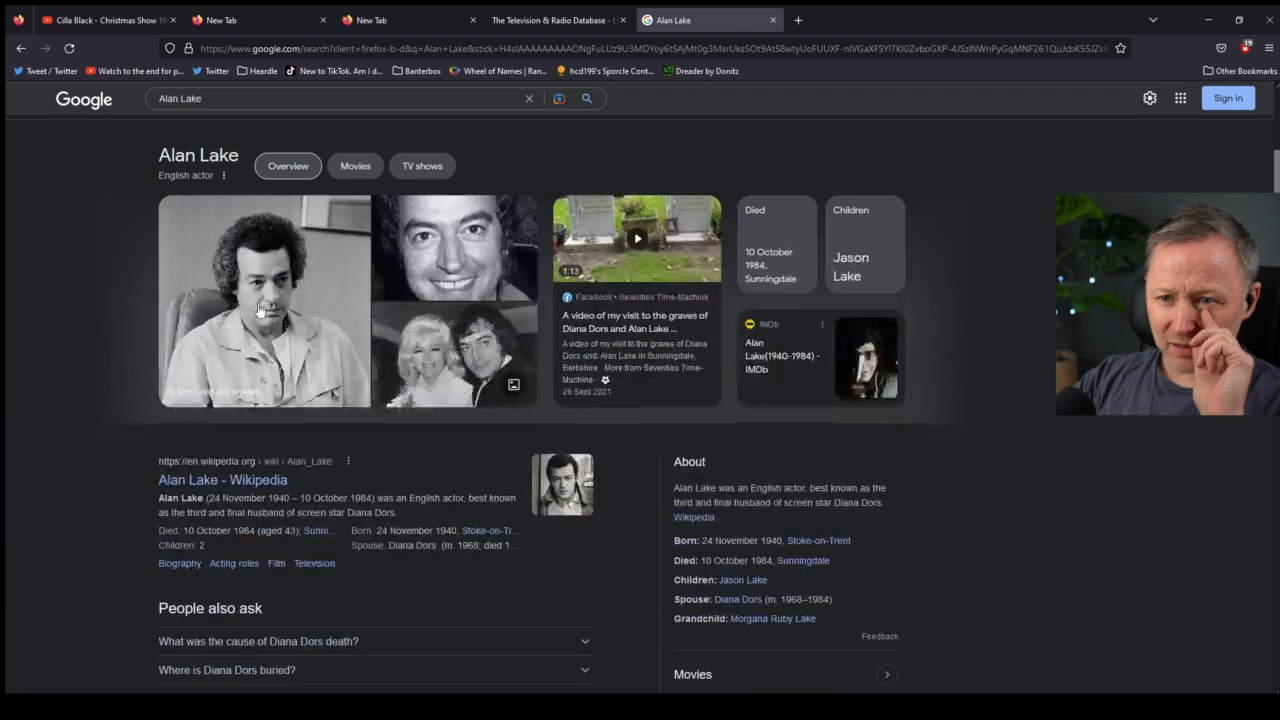 Cilla Black - Christmas Show 19
New Tab
New Tab
The Television & Radio Database - L
Alan Lake
19
Tweet / Twitter
Watch to the end for p...
Twitter
Heardle
New to TikTok. Am I d...
Banterbox
Wheel of Names | Ran...
hcd199's Sporcle Cont...
Dreader by Donitz
Other Bookmarks
Google
Alan Lake
Sign in
Alan Lake
English actor
Overview
Movies
TV shows
1:13
Facebook • Seventies Time-Machine
A video of my visit to the graves of
Diana Dors and Alan Lake ...
A video of my visit to the graves of Diana
Dors and Alan Lake in Sunningdale,
Berkshire More from Seventies Time-
Machine
26 Sept 2021
Died
10 October
1984,
Sunningdale
Children
Jason
Lake
IMDb
Alan
Lake(1940-1984) -
IMDb
https://en.wikipedia.org › wiki › Alan_Lake
Alan Lake - Wikipedia
Alan Lake (24 November 1940 – 10 October 1984) was an English actor, best known
as the third and final husband of screen star Diana Dors.
Died: 10 October 1984 (aged 43), Sunni...
Born: 24 November 1940, Stoke-on-Tr...
Children: 2
Spouse: Diana Dors (m. 1968; died 1...
Biography
Acting roles
Film
Television
People also ask
What was the cause of Diana Dors death?
Where is Diana Dors buried?
About
Alan Lake was an English actor, best known as the
third and final husband of screen star Diana Dors.
Wikipedia
Born: 24 November 1940, Stoke-on-Trent
Died: 10 October 1984, Sunningdale
Children: Jason Lake
Spouse: Diana Dors (m. 1968–1984)
Grandchild: Morgana Ruby Lake
Feedback
Movies